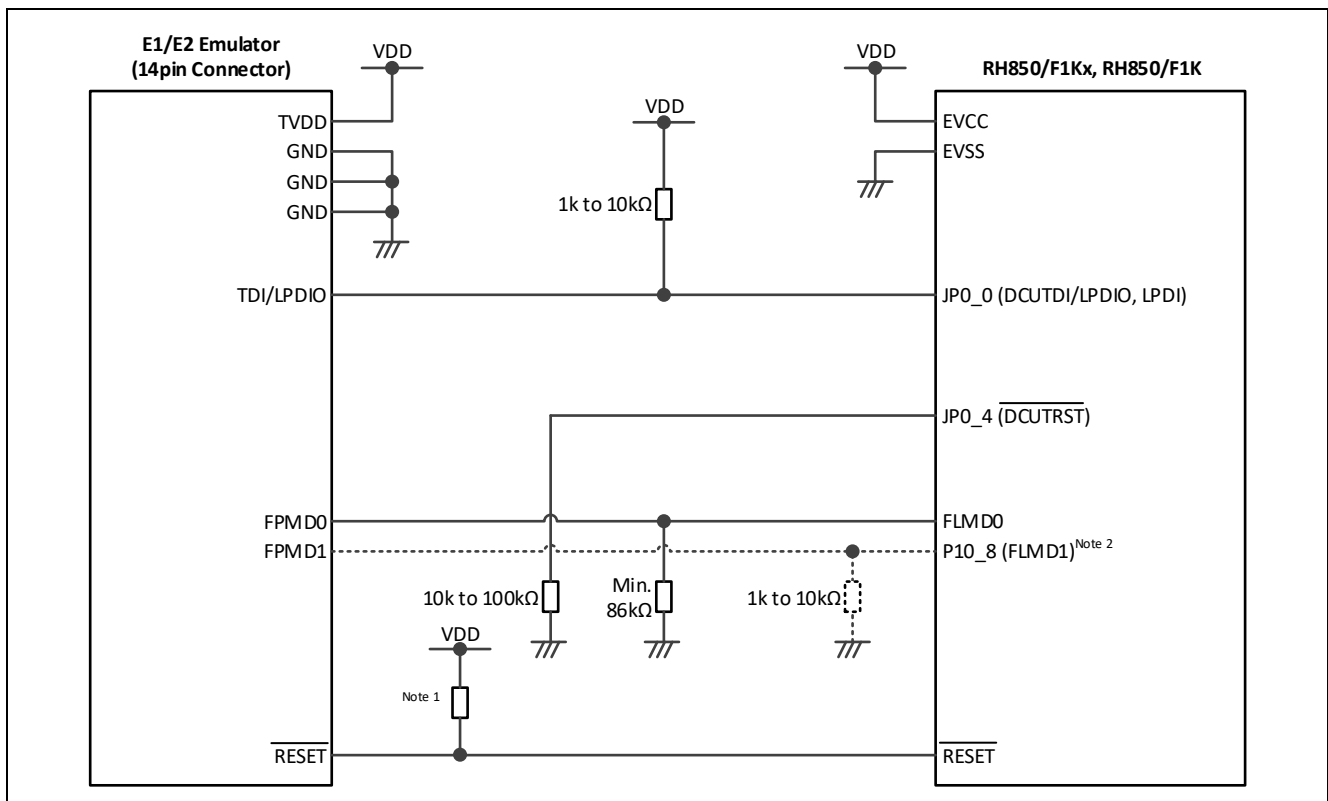 E1/E2 Emulator
(14pin Connector)
VDD
VDD
RH850/F1Kx, RH850/F1K
TVDD
GND
GND
GND
VDD
EVCC
EVSS
1k to 10kΩ
TDI/LPDIO
JP0_0 (DCUTDI/LPDIO, LPDI)
JP0_4 (DCUTRST)
FPMD0
FLMD0
FPMD1
P10_8 (FLMD1)Note 2
10k to 100kΩ
Min.
86kΩ
1k to 10kΩ
VDD
Note 1
RESET
RESET